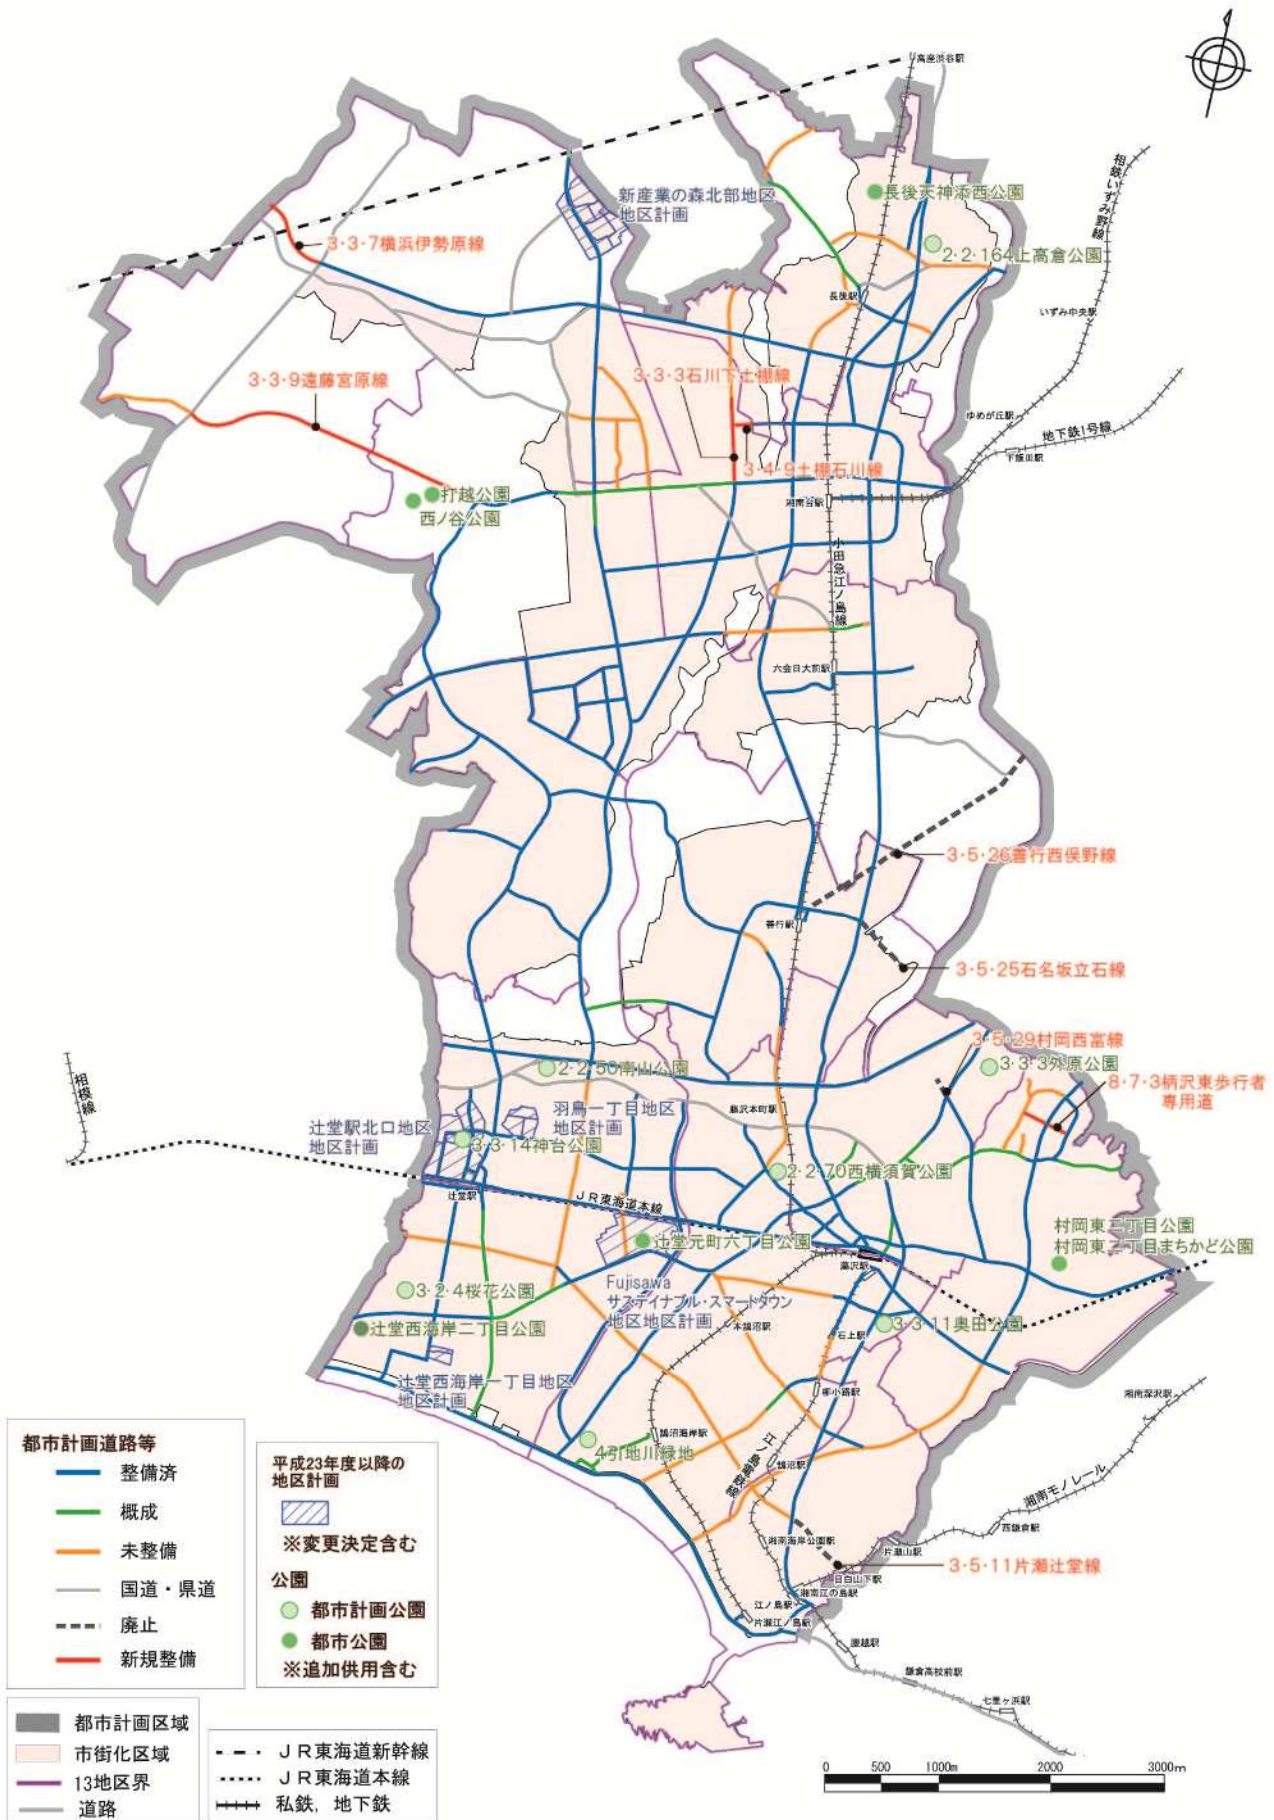 高座渋谷駅
相鉄いずみ野線
新産業の森北部地区
地区計画
長後天神添西公園
3・3・7横浜伊勢原線
2・2・164上高倉公園
長後駅
いずみ中央駅
3・3・9遠藤宮原線
3・3・3石川下土棚線
ゆめが丘駅
地下鉄1号線
下飯田駅
3・4・9土棚石川線
打越公園
西ノ谷公園
湘南台駅
小田急江ノ島線
六会日大前駅
3・5・26善行西俣野線
善行駅
3・5・25石名坂立石線
3・5・29村岡西富線
相模線
2・2・50南山公園
3・3・3外原公園
8・7・3柄沢東歩行者
専用道
羽鳥一丁目地区
地区計画
藤沢本町駅
辻堂駅北口地区
地区計画
3・3・14神台公園
2・2・70西横須賀公園
辻堂駅
JR東海道本線
村岡東二丁目公園
村岡東二丁目まちかど公園
辻堂元町六丁目公園
藤沢駅
Fujisawa
サスティナブル・スマートタウン
地区地区計画
3・2・4桜花公園
3・3・11奥田公園
辻堂西海岸二丁目公園
本鵠沼駅
石上駅
辻堂西海岸一丁目地区
地区計画
柳小路駅
湘南深沢駅
鵠沼海岸駅
4引地川緑地
江ノ島電鉄線
鵠沼駅
湘南モノレール
西鎌倉駅
湘南海岸公園駅
片瀬山駅
3・5・11片瀬辻堂線
目白山下駅
湘南江の島駅
江ノ島駅
片瀬江ノ島駅
腰越駅
鎌倉高校前駅
七里ヶ浜駅
都市計画道路等
整備済
概成
未整備
国道・県道
廃止
新規整備
平成23年度以降の
地区計画
※変更決定含む
公園
都市計画公園
都市公園
※追加供用含む
都市計画区域
市街化区域
13地区界
道路
JR東海道新幹線
JR東海道本線
私鉄，地下鉄
0 500 1000m 2000 3000m